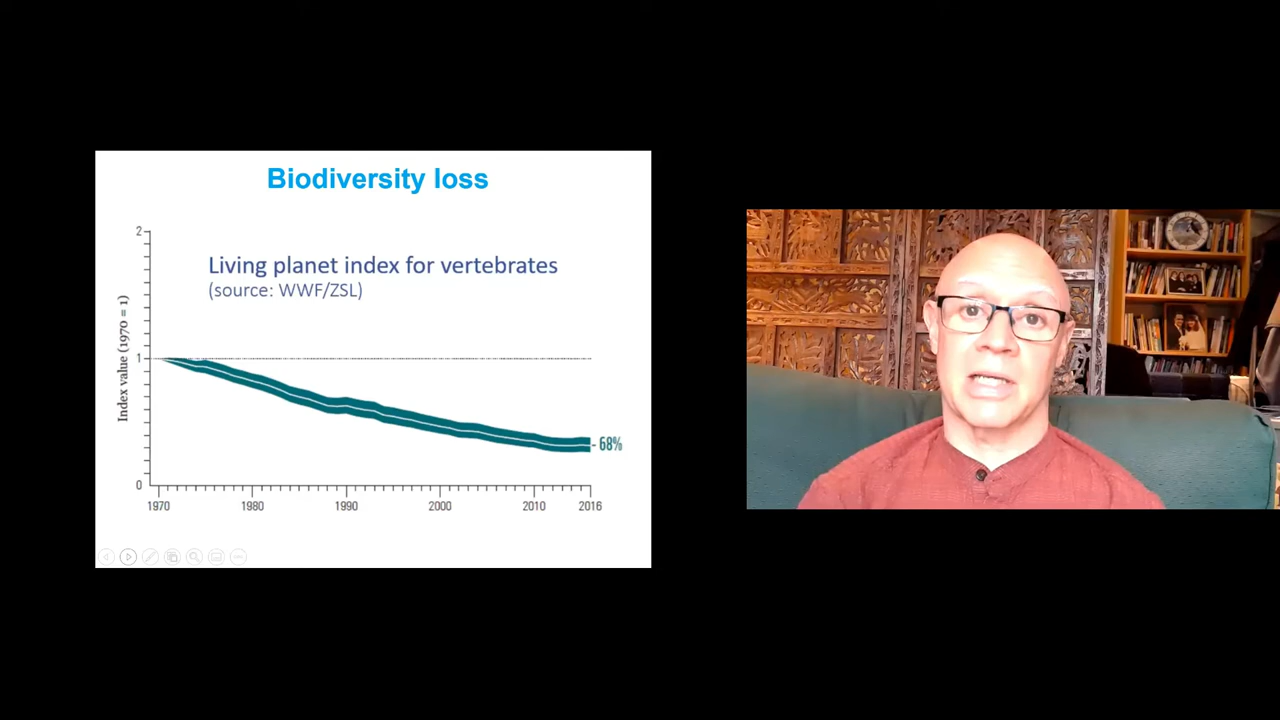 Biodiversity loss
Living planet index for vertebrates
(source: WWF/ZSL)
Index value (1970 = 1)
2
1
0
- 68%
1970
1980
1990
2000
2010
2016